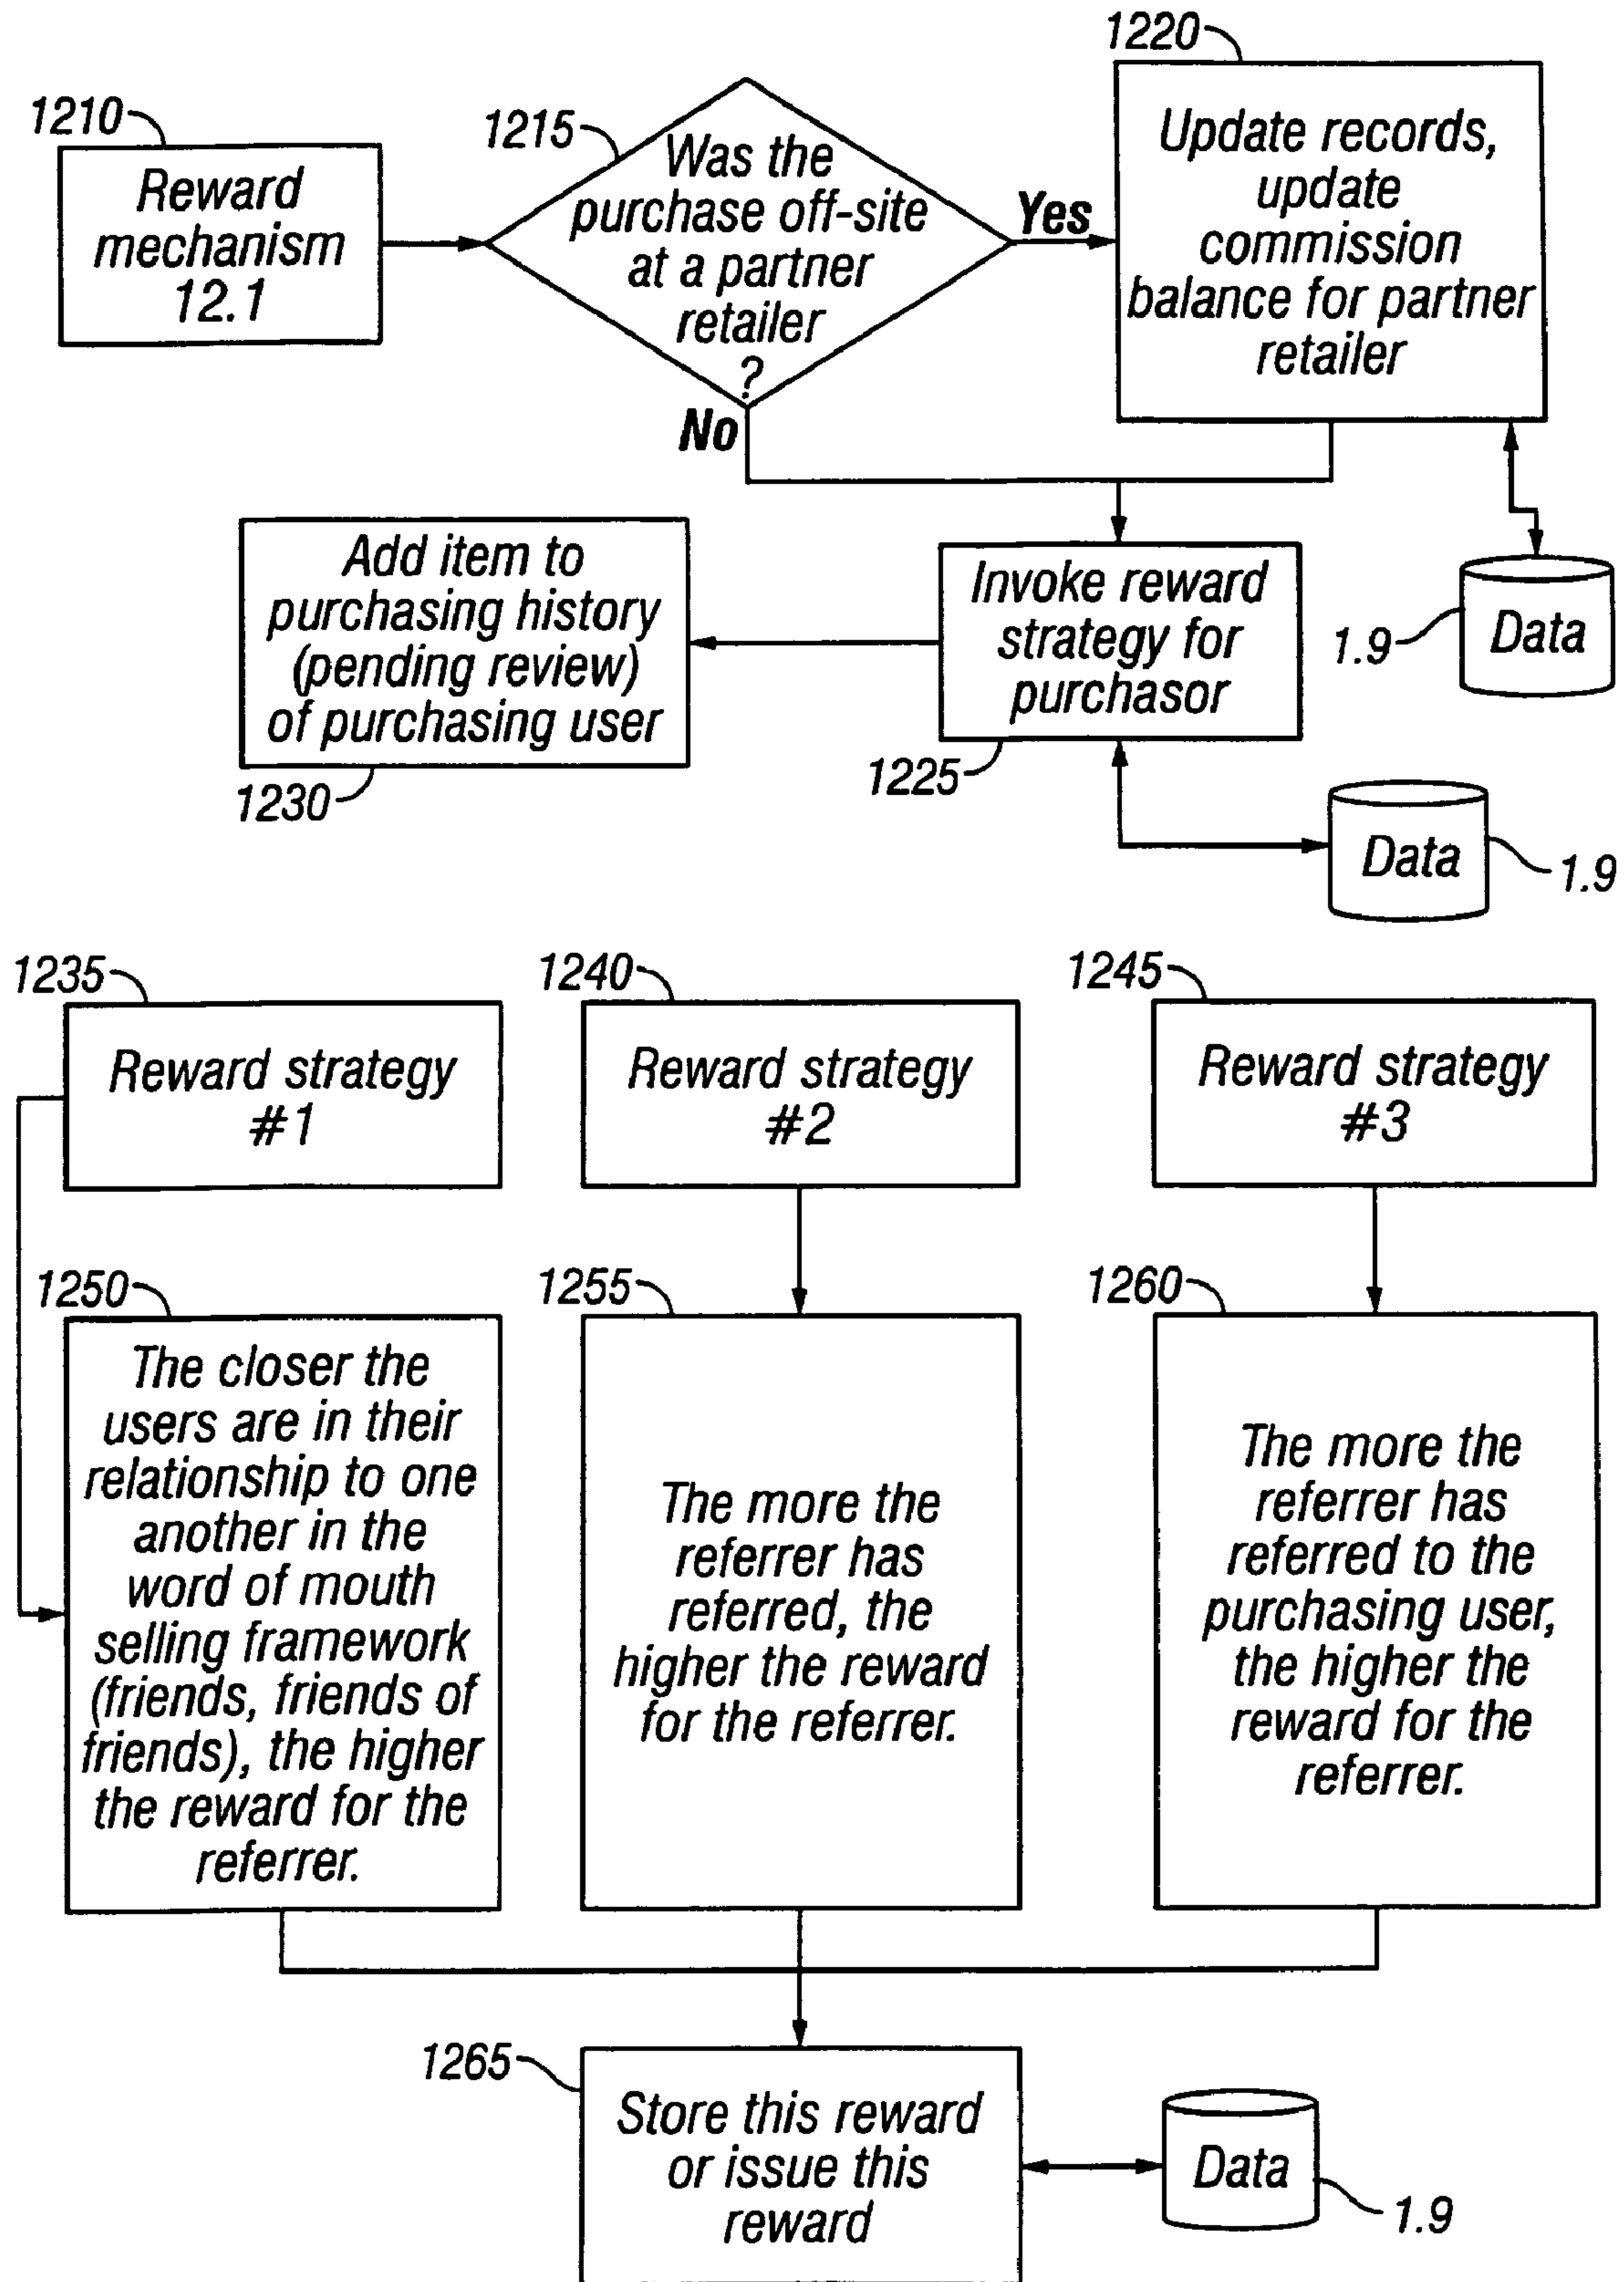 1210
Reward
mechanism
12.1
1215
Was the
purchase off-site
at a partner
retailer
?
Yes
No
1220
Update records,
update
commission
balance for partner
retailer
1.9
Data
Invoke reward
strategy for
purchasor
1225
Add item to
purchasing history
(pending review)
of purchasing user
1230
Data
1.9
1235
Reward strategy
#1
1240
Reward strategy
#2
1245
Reward strategy
#3
1250
The closer the
users are in their
relationship to one
another in the
word of mouth
selling framework
(friends, friends of
friends), the higher
the reward for the
referrer.
1255
The more the
referrer has
referred, the
higher the reward
for the referrer.
1260
The more the
referrer has
referred to the
purchasing user,
the higher the
reward for the
referrer.
1265
Store this reward
or issue this
reward
Data
1.9